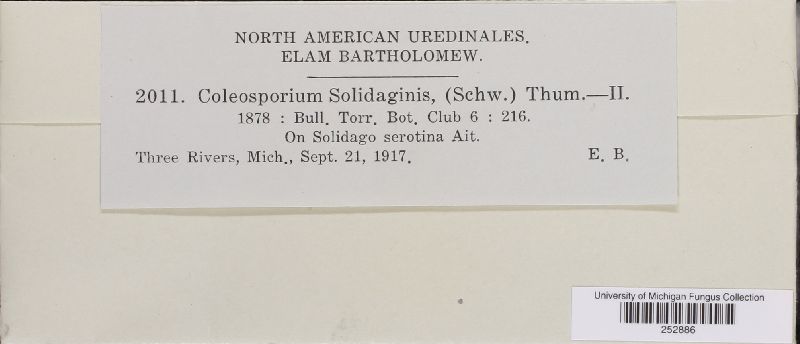 NORTH AMERICAN UREDINALES.
ELAM BARTHOLOMEW.
2011. Coleosporium Solidaginis, (Schw.) Thum.—II.
1878 : Bull. Torr. Bot. Club 6 : 216.
On Solidago serotina Ait.
Three Rivers, Mich., Sept. 21, 1917. E. B.
University of Michigan Fungus Collection
252886